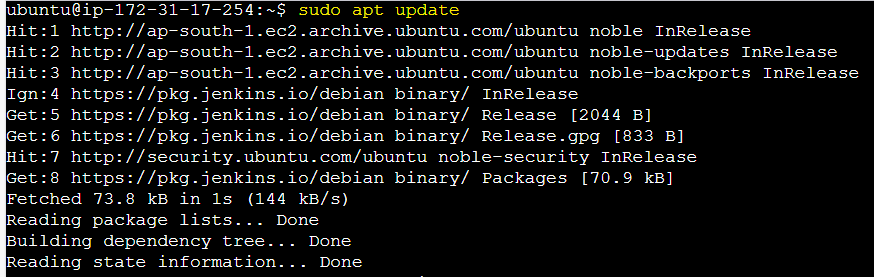 ubuntu@ip-172-31-17-254:~$ sudo apt update
Hit:1 http://ap-south-1.ec2.archive.ubuntu.com/ubuntu noble InRelease
Hit:2 http://ap-south-1.ec2.archive.ubuntu.com/ubuntu noble-updates InRelease
Hit:3 http://ap-south-1.ec2.archive.ubuntu.com/ubuntu noble-backports InRelease
Ign:4 https://pkg.jenkins.io/debian binary/ InRelease
Get:5 https://pkg.jenkins.io/debian binary/ Release [2044 B]
Get:6 https://pkg.jenkins.io/debian binary/ Release.gpg [833 B]
Hit:7 http://security.ubuntu.com/ubuntu noble-security InRelease
Get:8 https://pkg.jenkins.io/debian binary/ Packages [70.9 kB]
Fetched 73.8 kB in 1s (144 kB/s)
Reading package lists... Done
Building dependency tree... Done
Reading state information... Done